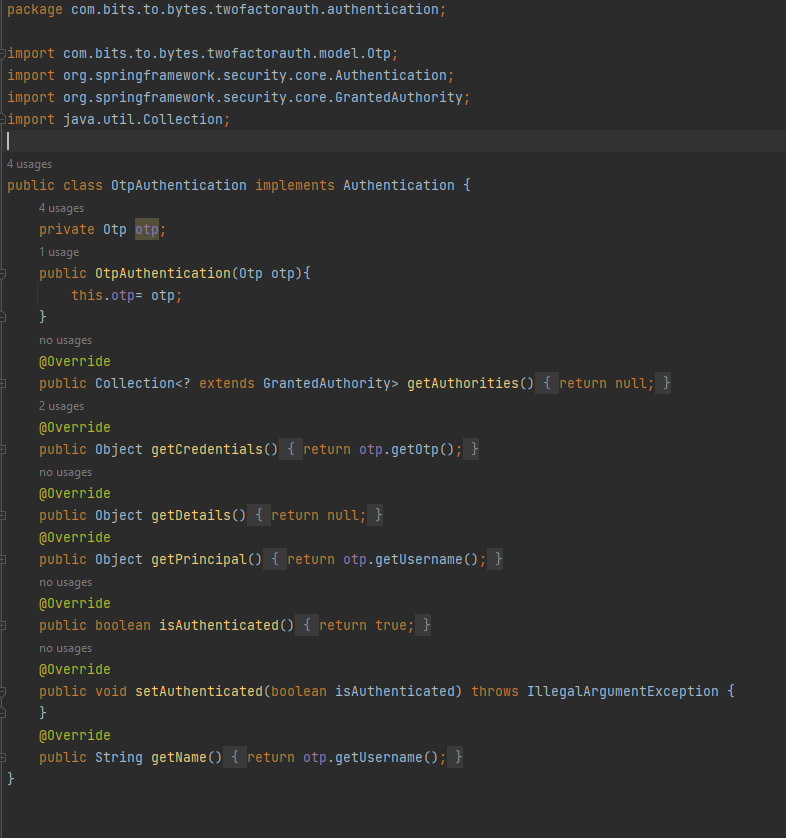 package com.bits.to.bytes.twofactorauth.authentication;
import com.bits.to.bytes.twofactorauth.model.Otp;
import org.springframework.security.core.Authentication;
import org.springframework.security.core.GrantedAuthority;
import java.util.Collection;
4 usages
public class OtpAuthentication implements Authentication {
4 usages
private Otp otp;
1 usage
public OtpAuthentication(Otp otp){
this.otp= otp;
}
no usages
@Override
public Collection<? extends GrantedAuthority> getAuthorities() { return null; }
2 usages
@Override
public Object getCredentials() { return otp.getOtp(); }
no usages
@Override
public Object getDetails() { return null; }
@Override
public Object getPrincipal() { return otp.getUsername(); }
no usages
@Override
public boolean isAuthenticated() { return true; }
no usages
@Override
public void setAuthenticated(boolean isAuthenticated) throws IllegalArgumentException {
}
@Override
public String getName() { return otp.getUsername(); }
}